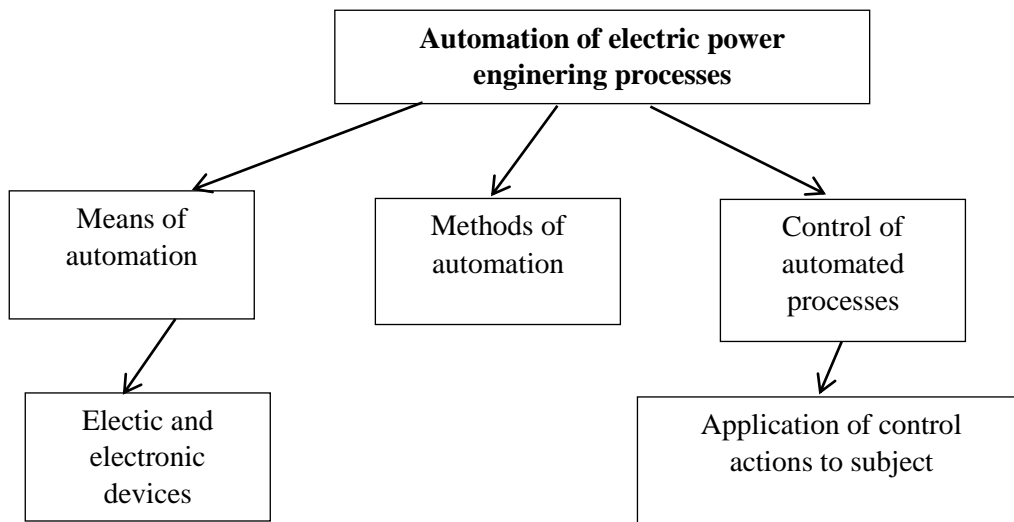 Automation of electric power
enginering processes
Means of
automation
Methods of
automation
Control of
automated
processes
Electic and
electronic
devices
Application of control
actions to subject